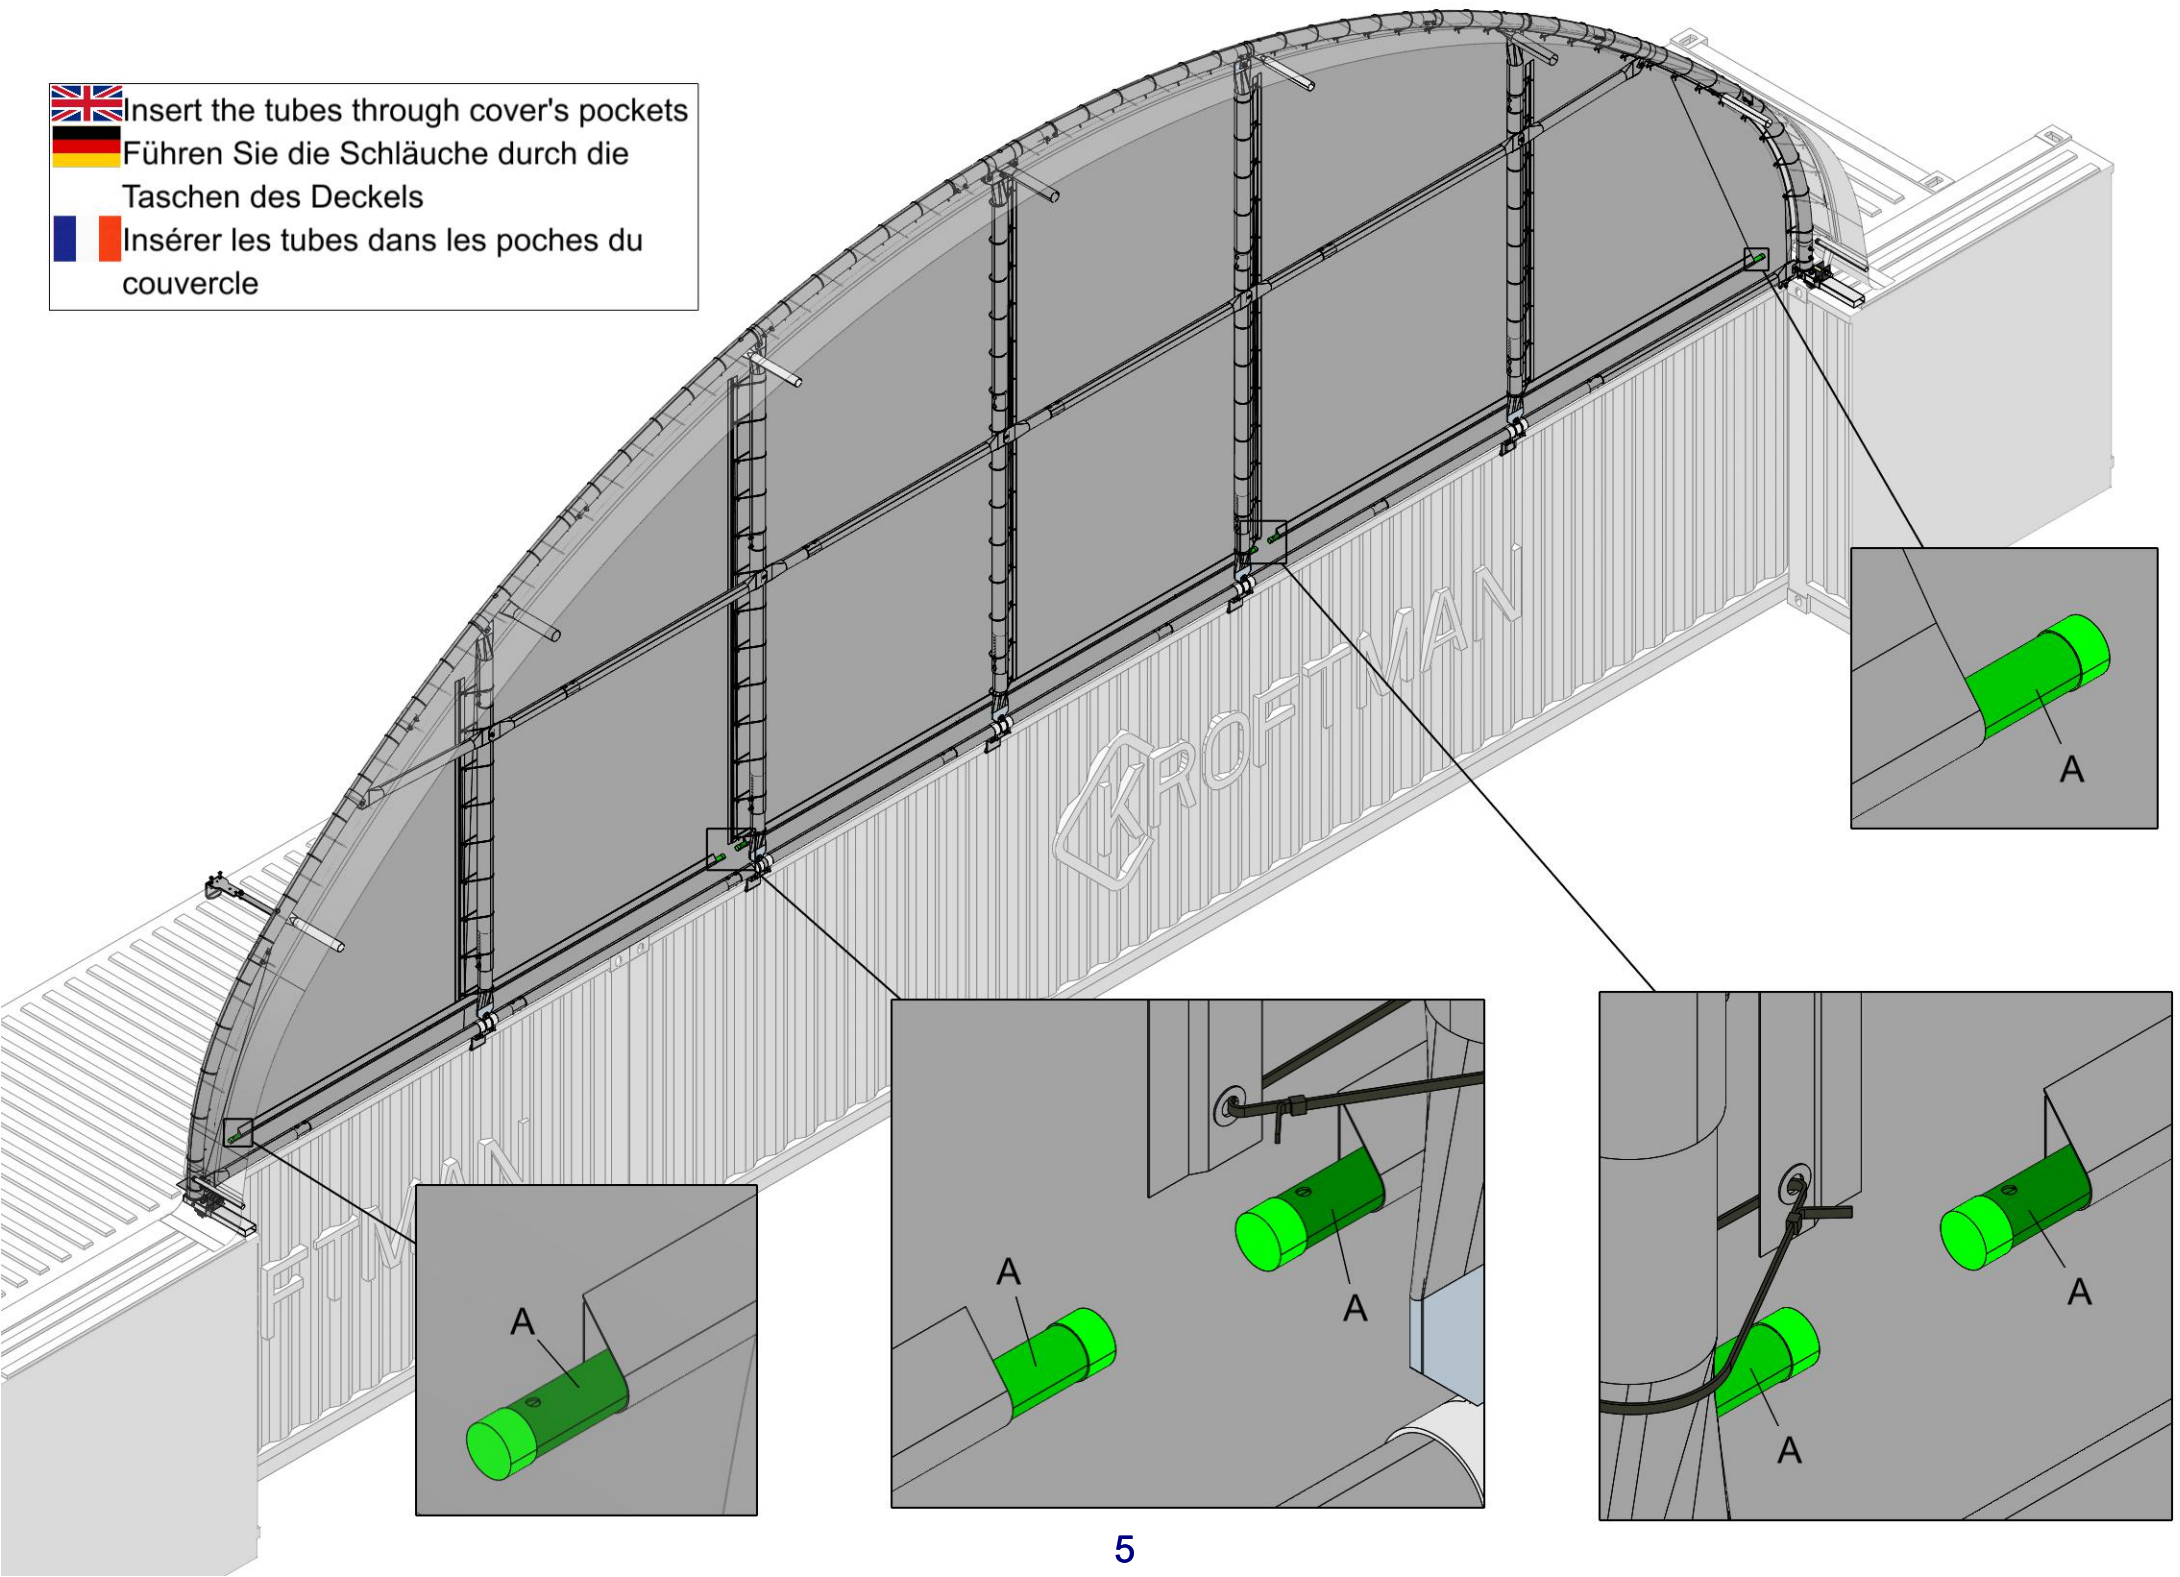 Insert the tubes through cover's pockets
Führen Sie die Schläuche durch die
Taschen des Deckels
Insérer les tubes dans les poches du
couvercle
KROFTMAN
FTMAN
A
A
A
A
A
A
5